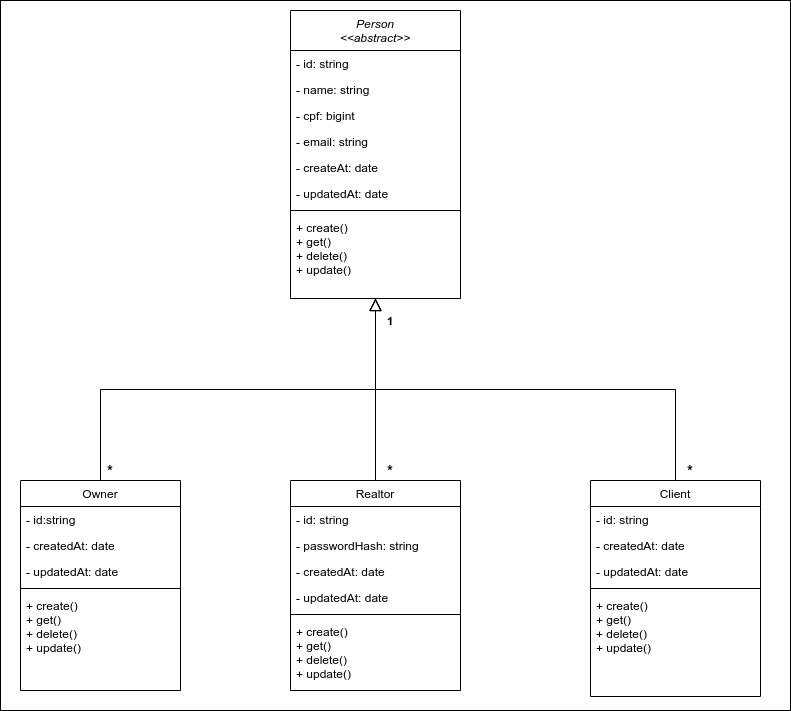 Person
<<abstract>>
- id: string
- name: string
- cpf: bigint
- email: string
- createAt: date
- updatedAt: date
+ create()
+ get()
+ delete()
+ update()
1
*
*
*
Owner
- id:string
- createdAt: date
- updatedAt: date
+ create()
+ get()
+ delete()
+ update()
Realtor
- id: string
- passwordHash: string
- createdAt: date
- updatedAt: date
+ create()
+ get()
+ delete()
+ update()
Client
- id: string
- createdAt: date
- updatedAt: date
+ create()
+ get()
+ delete()
+ update()